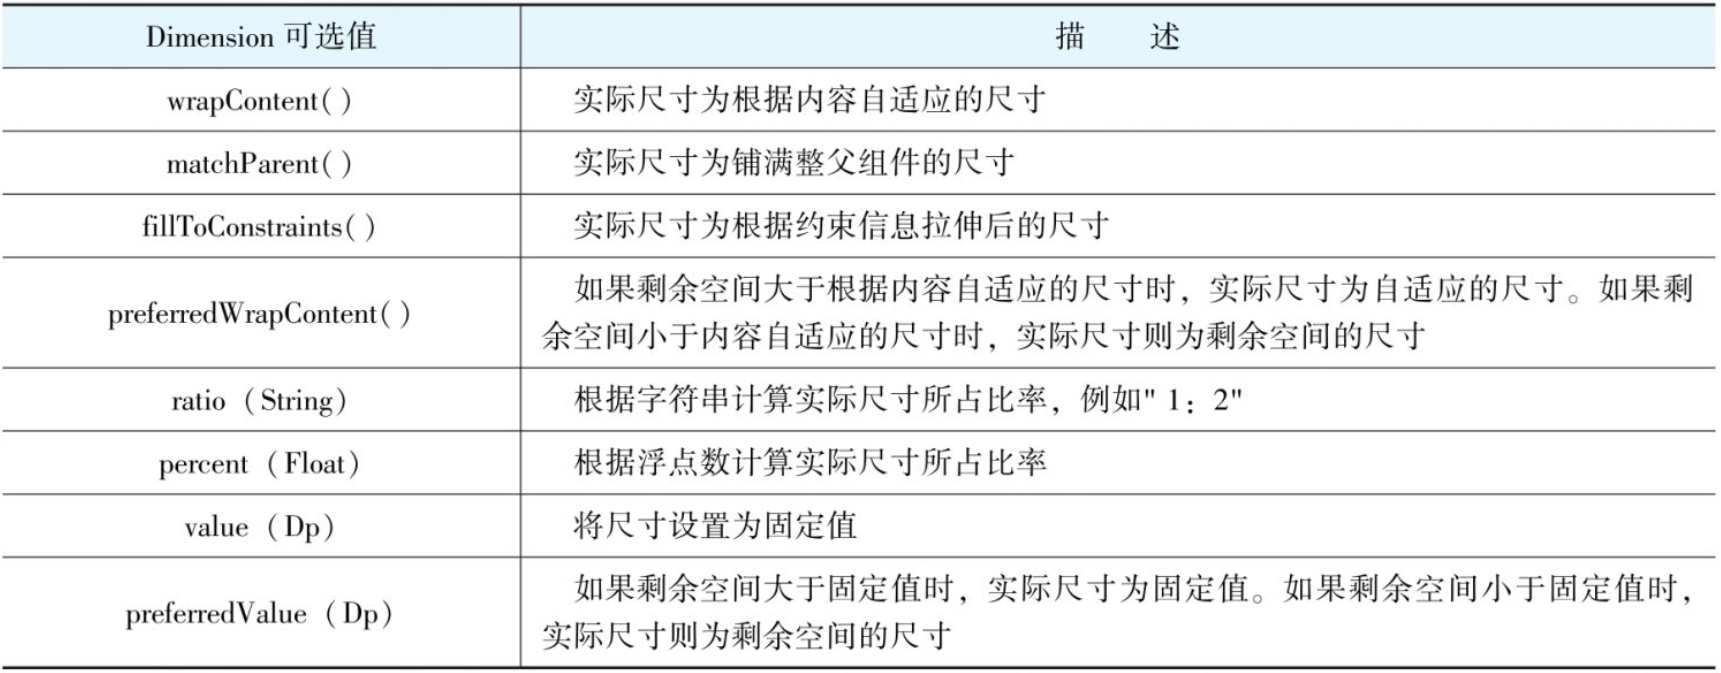 Dimension 可选值 描 述
wrapContent( ) 实际尺寸为根据内容自适应的尺寸
matchParent( ) 实际尺寸为铺满整父组件的尺寸
fillToConstraints( ) 实际尺寸为根据约束信息拉伸后的尺寸
preferredWrapContent( ) 如果剩余空间大于根据内容自适应的尺寸时，实际尺寸为自适应的尺寸。如果剩
余空间小于内容自适应的尺寸时，实际尺寸则为剩余空间的尺寸
ratio（String） 根据字符串计算实际尺寸所占比率，例如" 1：2"
percent（Float） 根据浮点数计算实际尺寸所占比率
value（Dp） 将尺寸设置为固定值
preferredValue（Dp） 如果剩余空间大于固定值时，实际尺寸为固定值。如果剩余空间小于固定值时，
实际尺寸则为剩余空间的尺寸